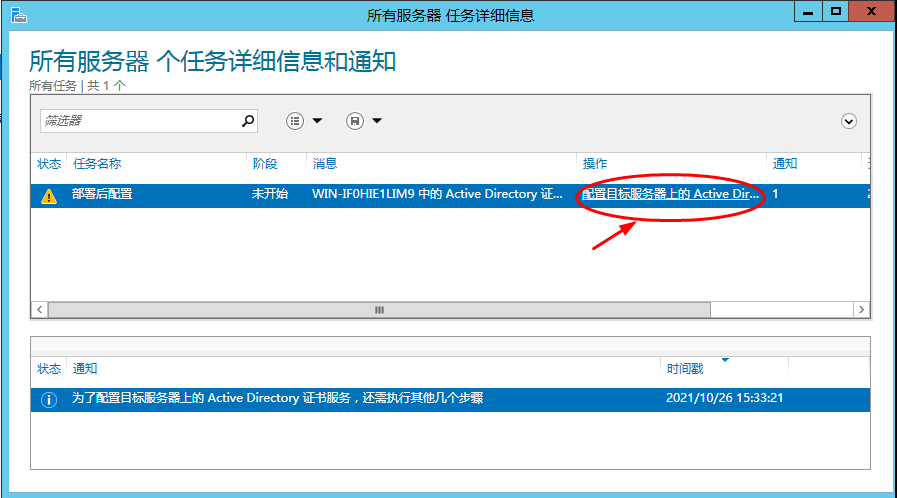 所有服务器 任务详细信息
所有服务器 个任务详细信息和通知
所有任务 | 共 1 个
筛选器
状态 任务名称 阶段 消息 操作 通知
部署后配置 未开始 WIN-IF0HIE1LIM9 中的 Active Directory 证... 配置目标服务器上的 Active Dir... 1
状态 通知 时间戳
为了配置目标服务器上的 Active Directory 证书服务，还需执行其他几个步骤 2021/10/26 15:33:21